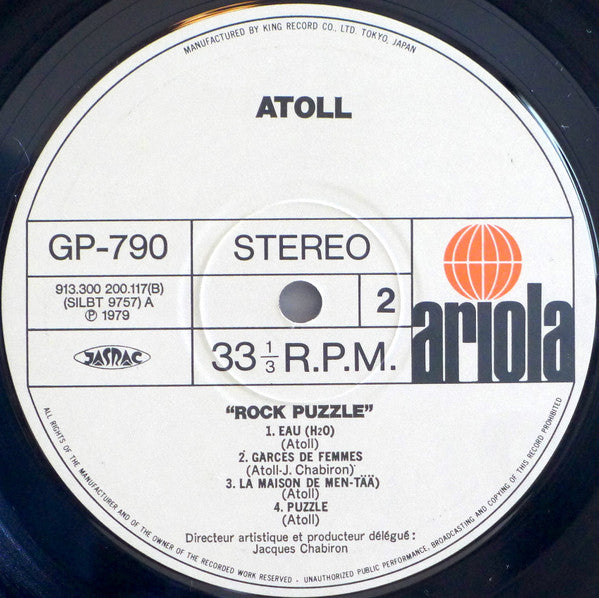 MANUFACTURED BY KING RECORD CO., LTD. TOKYO, JAPAN
ATOLL
GP-790
STEREO
913.300 200.117(B)
(SILBT 9757) A
Ⓟ 1979
2
ariola
JASRAC
33 1/3 R.P.M.
"ROCK PUZZLE"
1. EAU (H2O)
(Atoll)
2. GARCES DE FEMMES
(Atoll-J. Chabiron)
3. LA MAISON DE MEN-TÄÄ)
(Atoll)
4. PUZZLE
(Atoll)
Directeur artistique et producteur délégué :
Jacques Chabiron
ALL RIGHTS OF THE MANUFACTURER AND OF THE OWNER OF THE RECORDED WORK RESERVED - UNAUTHORIZED PUBLIC PERFORMANCE, BROADCASTING AND COPYING OF THIS RECORD PROHIBITED